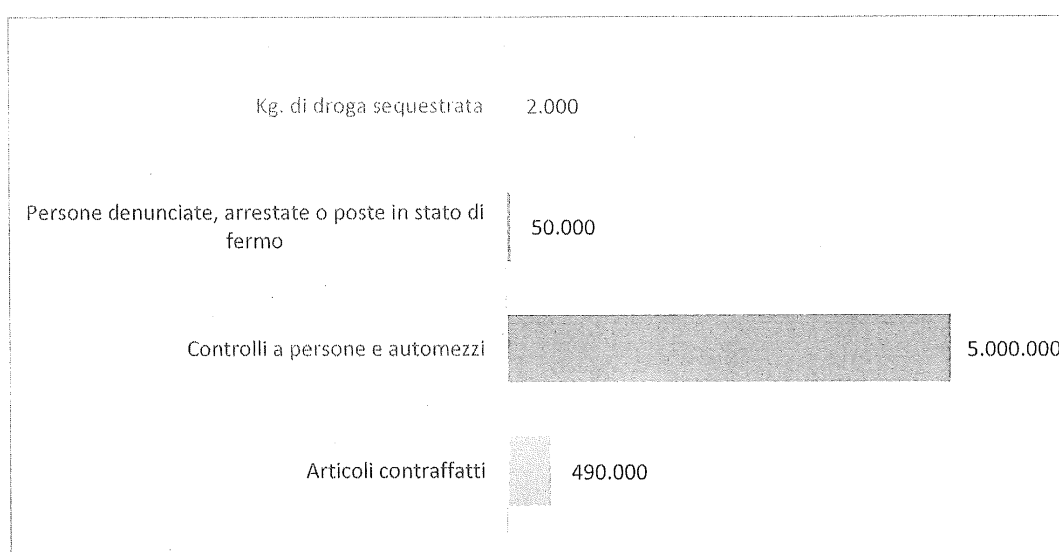 Kg. di droga sequestrata 2.000
Persone denunciate, arrestate o poste in stato di
fermo 50.000
Controlli a persone e automezzi 5.000.000
Articoli contraffatti 490.000